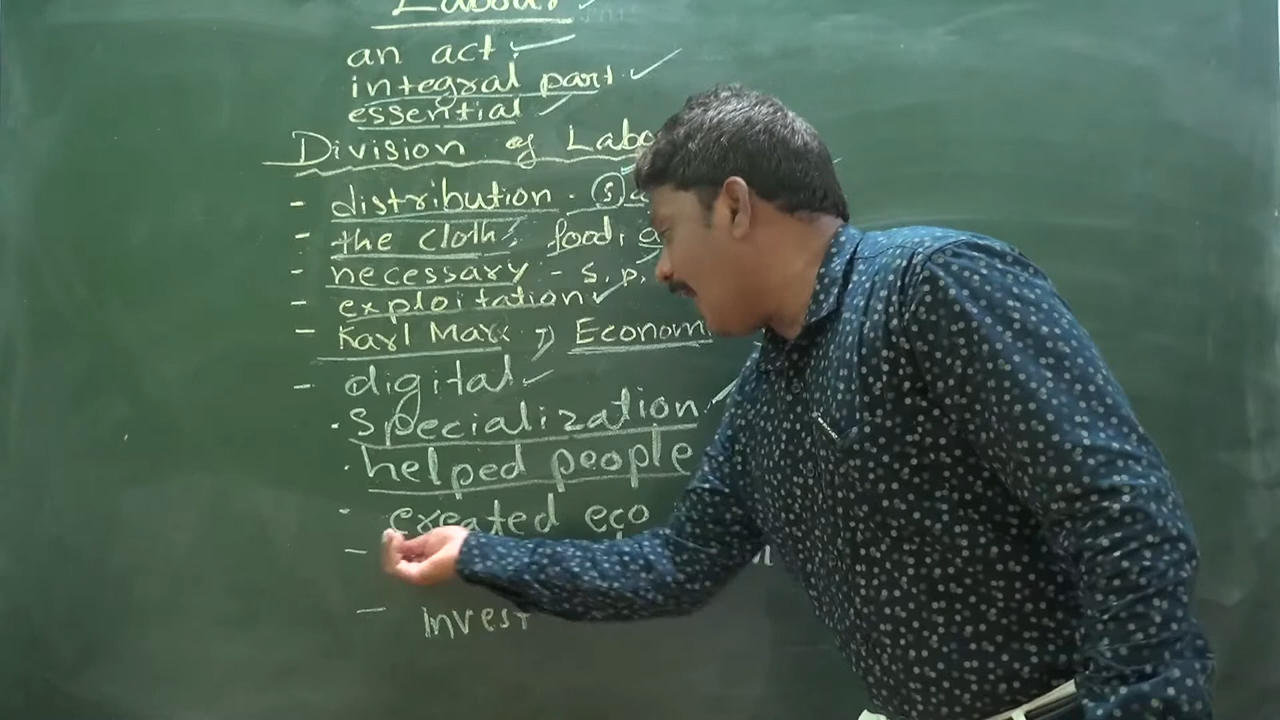 Labour
an act
integral part
essential
Division of Labo
- distribution. (s)
- the cloth, food,
- necessary - s, p,
- exploitation
- Karl Marx Econom
- digital
. Specialization
. helped people
. created eco
-
- Invest